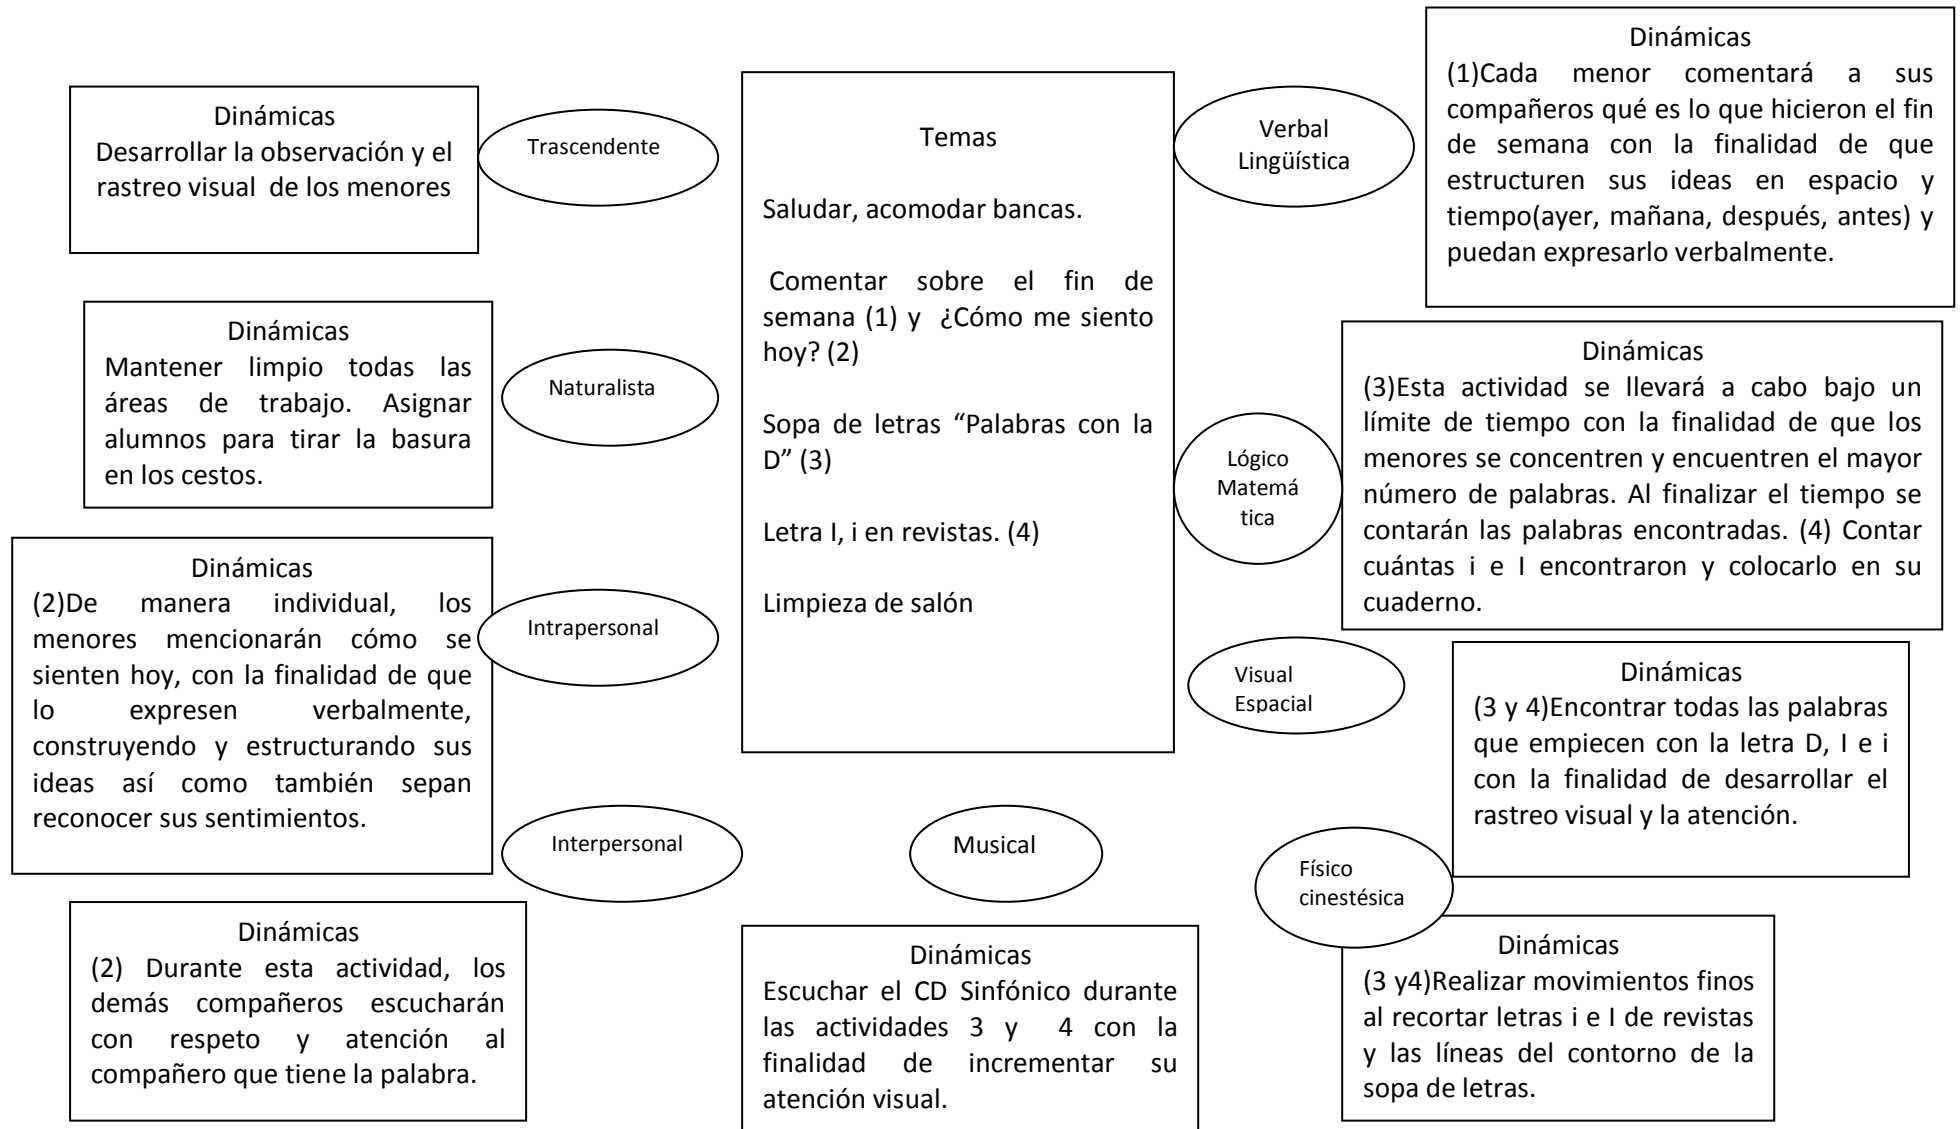 Dinámicas
Desarrollar la observación y el
rastreo visual de los menores
Trascendente
Dinámicas
Mantener limpio todas las
áreas de trabajo. Asignar
alumnos para tirar la basura
en los cestos.
Naturalista
Dinámicas
(2)De manera individual, los
menores mencionarán cómo se
sienten hoy, con la finalidad de que
lo expresen verbalmente,
construyendo y estructurando sus
ideas así como también sepan
reconocer sus sentimientos.
Intrapersonal
Interpersonal
Dinámicas
(2) Durante esta actividad, los
demás compañeros escucharán
con respeto y atención al
compañero que tiene la palabra.
Temas
Saludar, acomodar bancas.
Comentar sobre el fin de
semana (1) y ¿Cómo me siento
hoy? (2)
Sopa de letras “Palabras con la
D” (3)
Letra I, i en revistas. (4)
Limpieza de salón
Musical
Dinámicas
Escuchar el CD Sinfónico durante
las actividades 3 y 4 con la
finalidad de incrementar su
atención visual.
Verbal
Lingüística
Dinámicas
(1)Cada menor comentará a sus
compañeros qué es lo que hicieron el fin
de semana con la finalidad de que
estructuren sus ideas en espacio y
tiempo(ayer, mañana, después, antes) y
puedan expresarlo verbalmente.
Lógico
Matemá
tica
Dinámicas
(3)Esta actividad se llevará a cabo bajo un
límite de tiempo con la finalidad de que los
menores se concentren y encuentren el mayor
número de palabras. Al finalizar el tiempo se
contarán las palabras encontradas. (4) Contar
cuántas i e I encontraron y colocarlo en su
cuaderno.
Visual
Espacial
Dinámicas
(3 y 4)Encontrar todas las palabras
que empiecen con la letra D, I e i
con la finalidad de desarrollar el
rastreo visual y la atención.
Físico
cinestésica
Dinámicas
(3 y4)Realizar movimientos finos
al recortar letras i e I de revistas
y las líneas del contorno de la
sopa de letras.